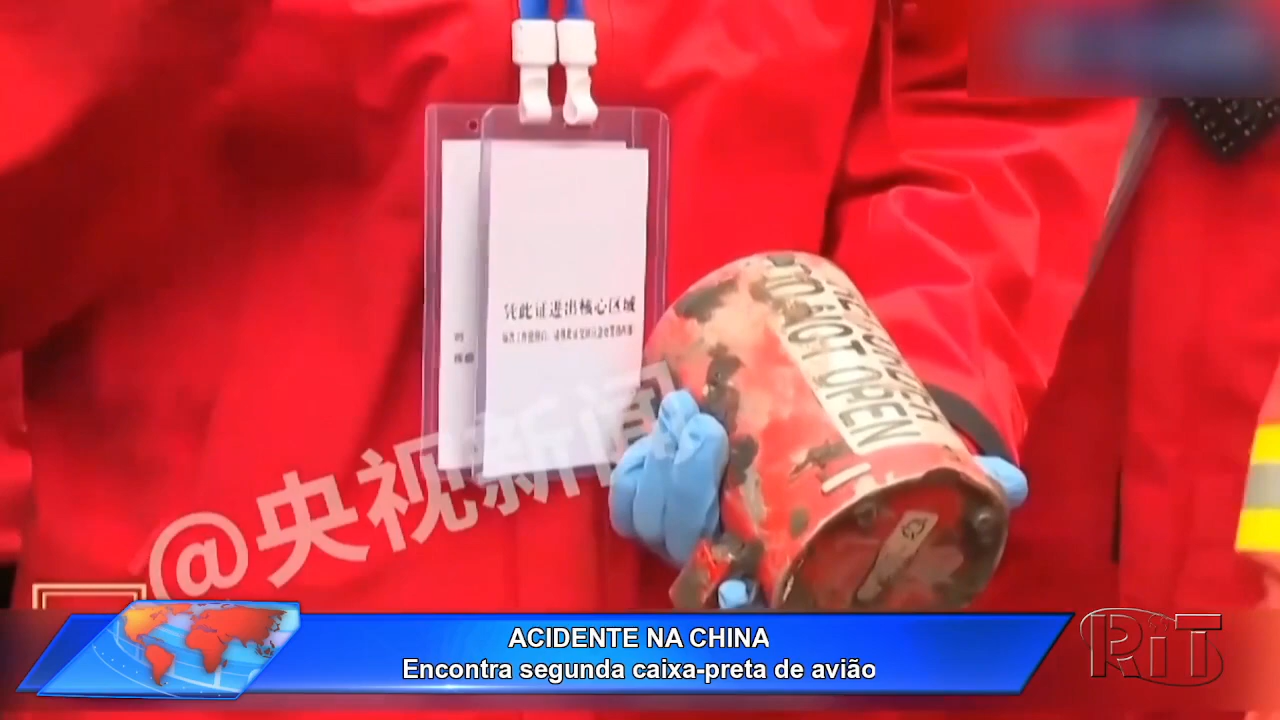 凭此证进出核心区域
DO NOT OPEN
@央视新闻
ACIDENTE NA CHINA
Encontra segunda caixa-preta de avião
RiT